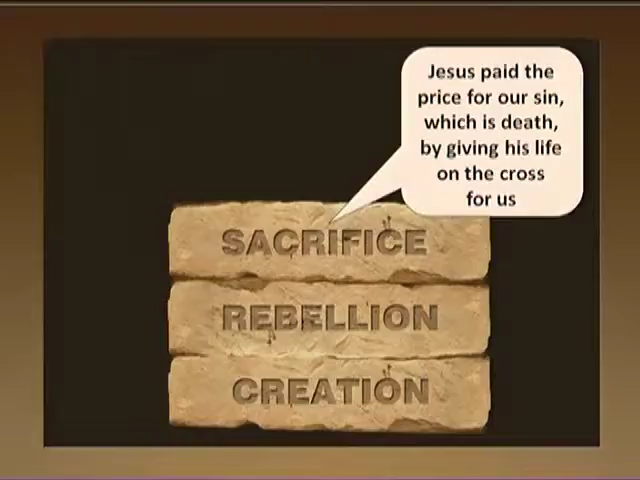 Jesus paid the
price for our sin,
which is death,
by giving his life
on the cross
for us
SACRIFICE
REBELLION
CREATION